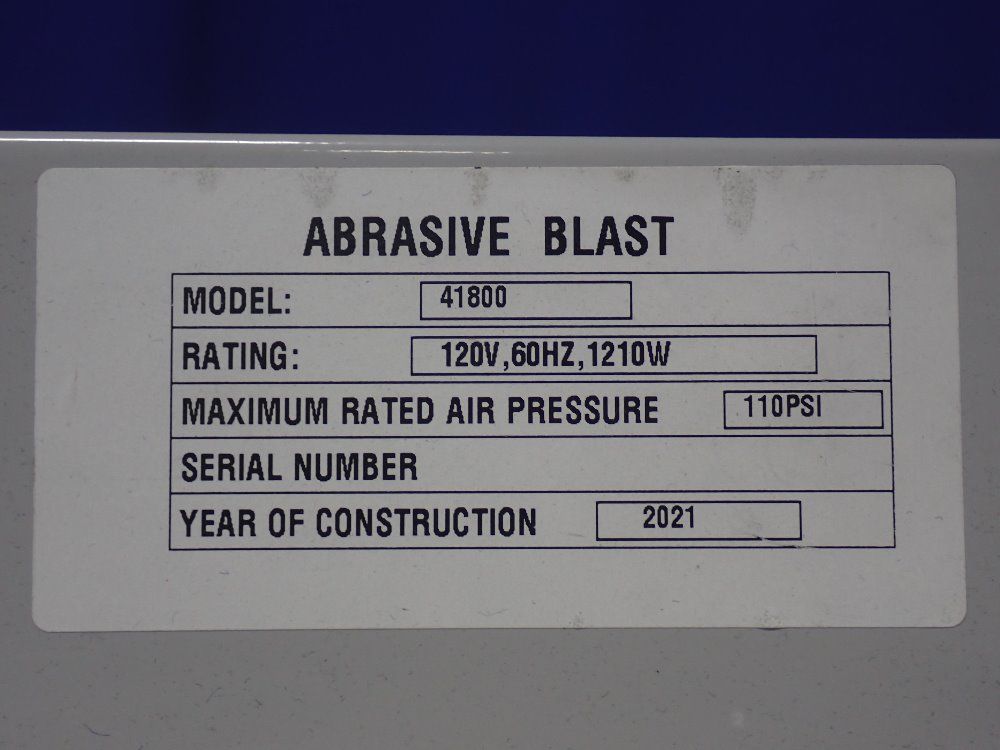 ABRASIVE BLAST
MODEL: 41800
RATING: 120V,60HZ,1210W
MAXIMUM RATED AIR PRESSURE 110PSI
SERIAL NUMBER
YEAR OF CONSTRUCTION 2021